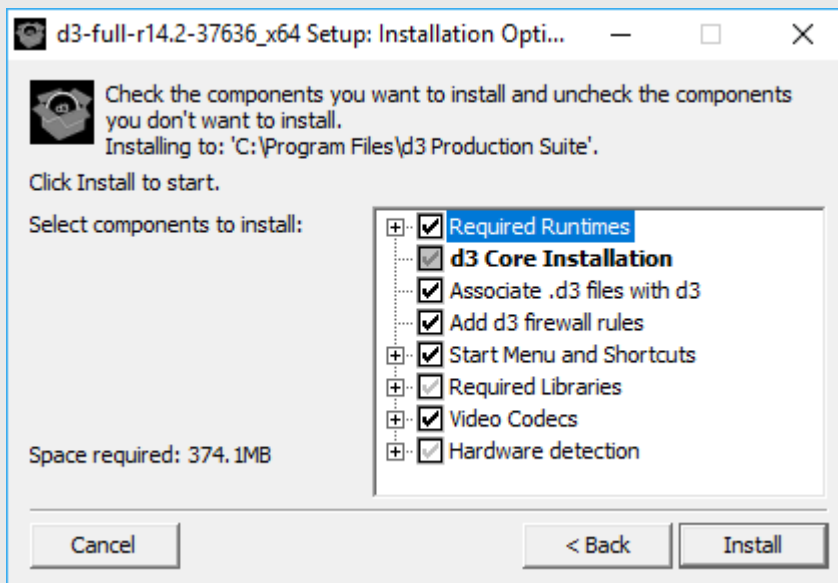 d3-full-r14.2-37636_x64 Setup: Installation Opti...
Check the components you want to install and uncheck the components
you don't want to install.
Installing to: 'C:\Program Files\d3 Production Suite'.
Click Install to start.
Select components to install:
Required Runtimes
d3 Core Installation
Associate .d3 files with d3
Add d3 firewall rules
Start Menu and Shortcuts
Required Libraries
Video Codecs
Hardware detection
Space required: 374.1MB
Cancel
< Back
Install